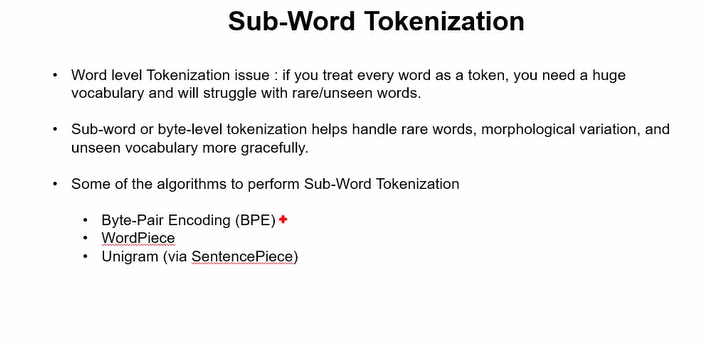 Sub-Word Tokenization
• Word level Tokenization issue : if you treat every word as a token, you need a huge
vocabulary and will struggle with rare/unseen words.
• Sub-word or byte-level tokenization helps handle rare words, morphological variation, and
unseen vocabulary more gracefully.
• Some of the algorithms to perform Sub-Word Tokenization
• Byte-Pair Encoding (BPE)
• WordPiece
• Unigram (via SentencePiece)